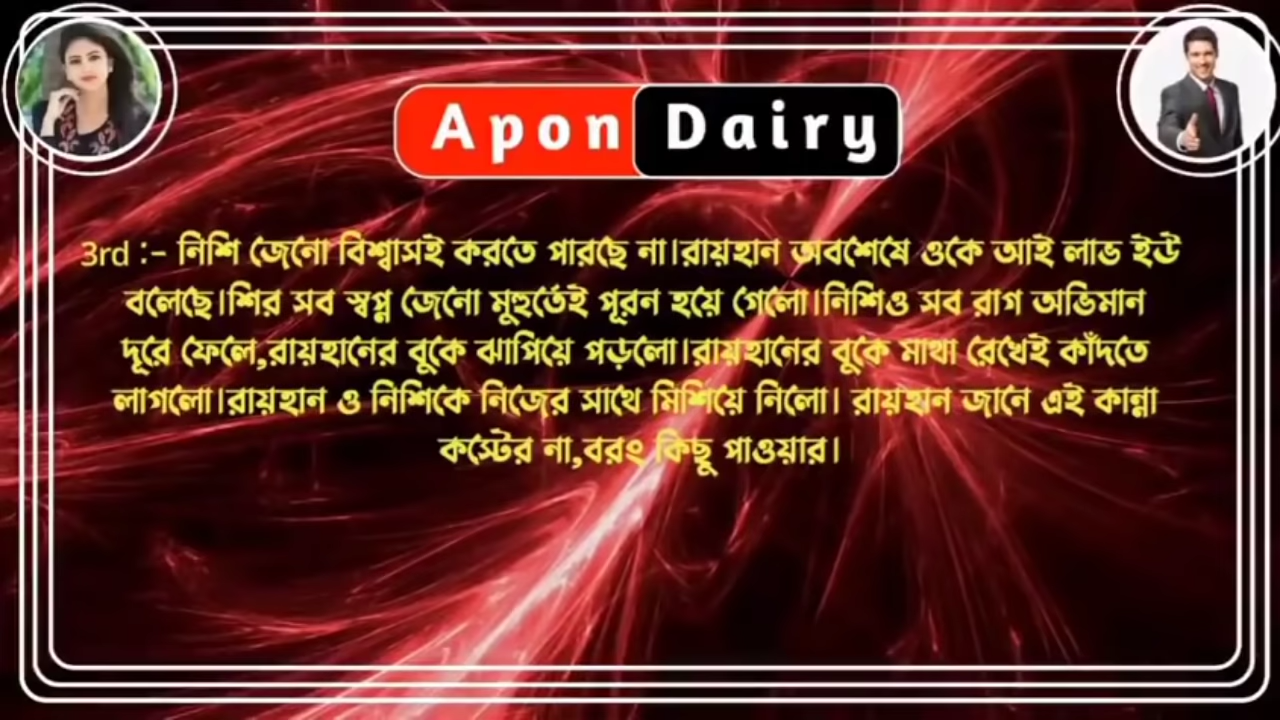 Apon Dairy
3rd :- নিশি জেনো বিশ্বাসই করতে পারছে না।রায়হান অবশেষে ওকে আই লাভ ইউ
বলেছে।শির সব স্বপ্ন জেনো মুহুর্তেই পূরন হয়ে গেলো।নিশিও সব রাগ অভিমান
দূরে ফেলে,রায়হানের বুকে ঝাপিয়ে পড়লো।রায়হানের বুকে মাথা রেখেই কাঁদতে
লাগলো।রায়হান ও নিশিকে নিজের সাথে মিশিয়ে নিলো। রায়হান জানে এই কান্না
কস্টের না,বরং কিছু পাওয়ার।